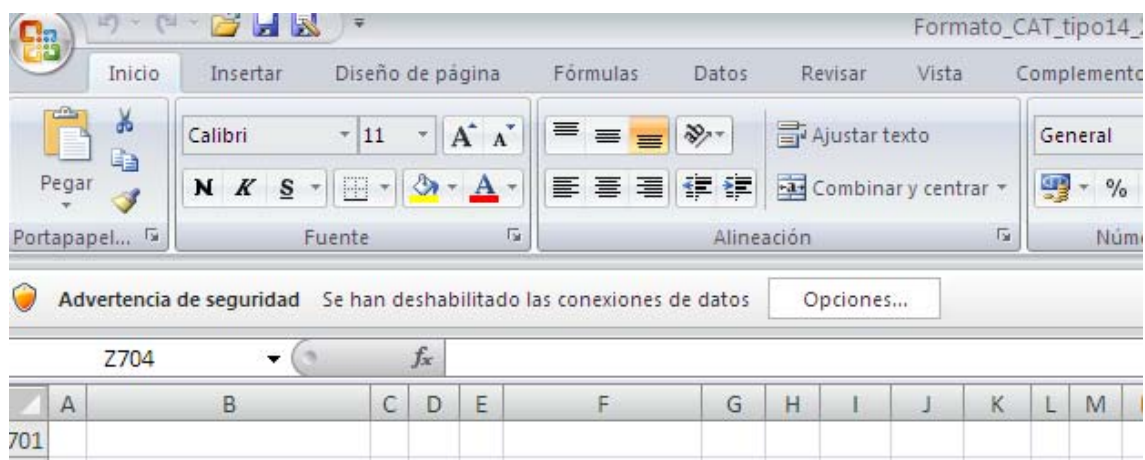 Formato_CAT_tipo14_
Inicio Insertar Diseño de página Fórmulas Datos Revisar Vista Complemento
Calibri 11 A A Ajustar texto General
Pegar N K S A Combinar y centrar %
Portapapel... Fuente Alineación Núm
Advertencia de seguridad Se han deshabilitado las conexiones de datos Opciones...
Z704 fx
A B C D E F G H I J K L M
701